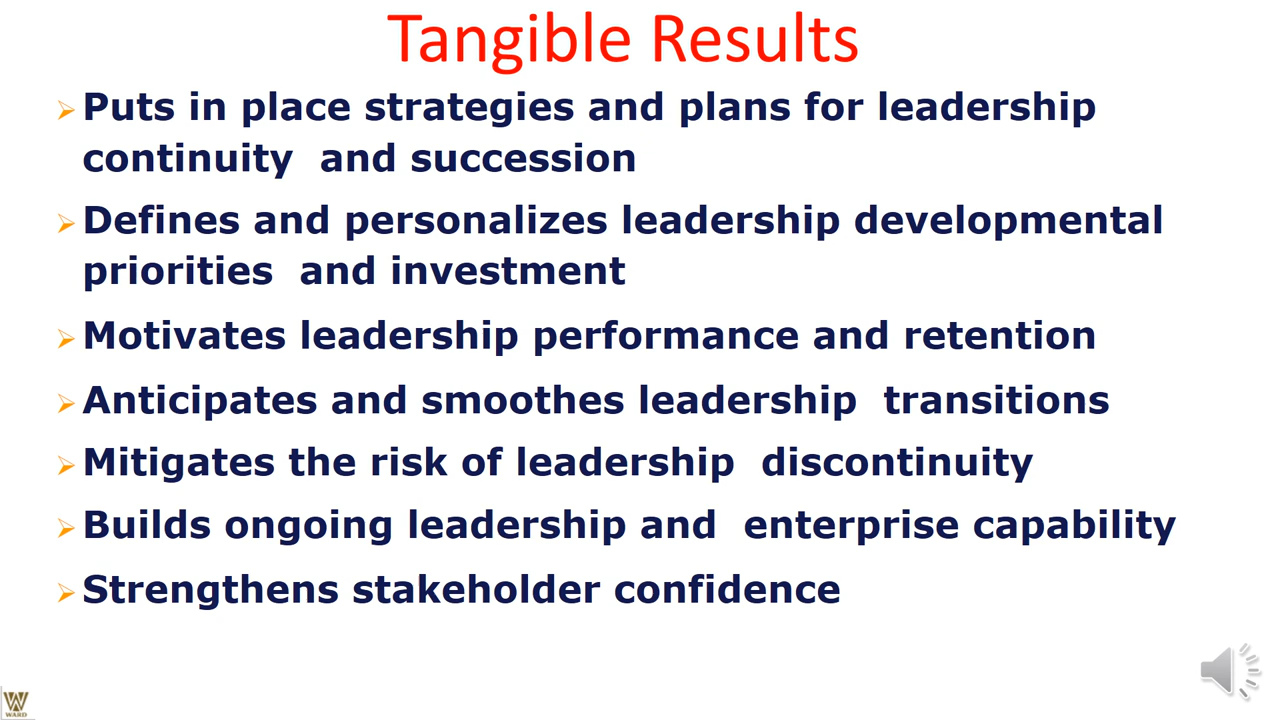 Tangible Results
Puts in place strategies and plans for leadership
continuity and succession
Defines and personalizes leadership developmental
priorities and investment
Motivates leadership performance and retention
Anticipates and smoothes leadership transitions
Mitigates the risk of leadership discontinuity
Builds ongoing leadership and enterprise capability
Strengthens stakeholder confidence
W
WARD